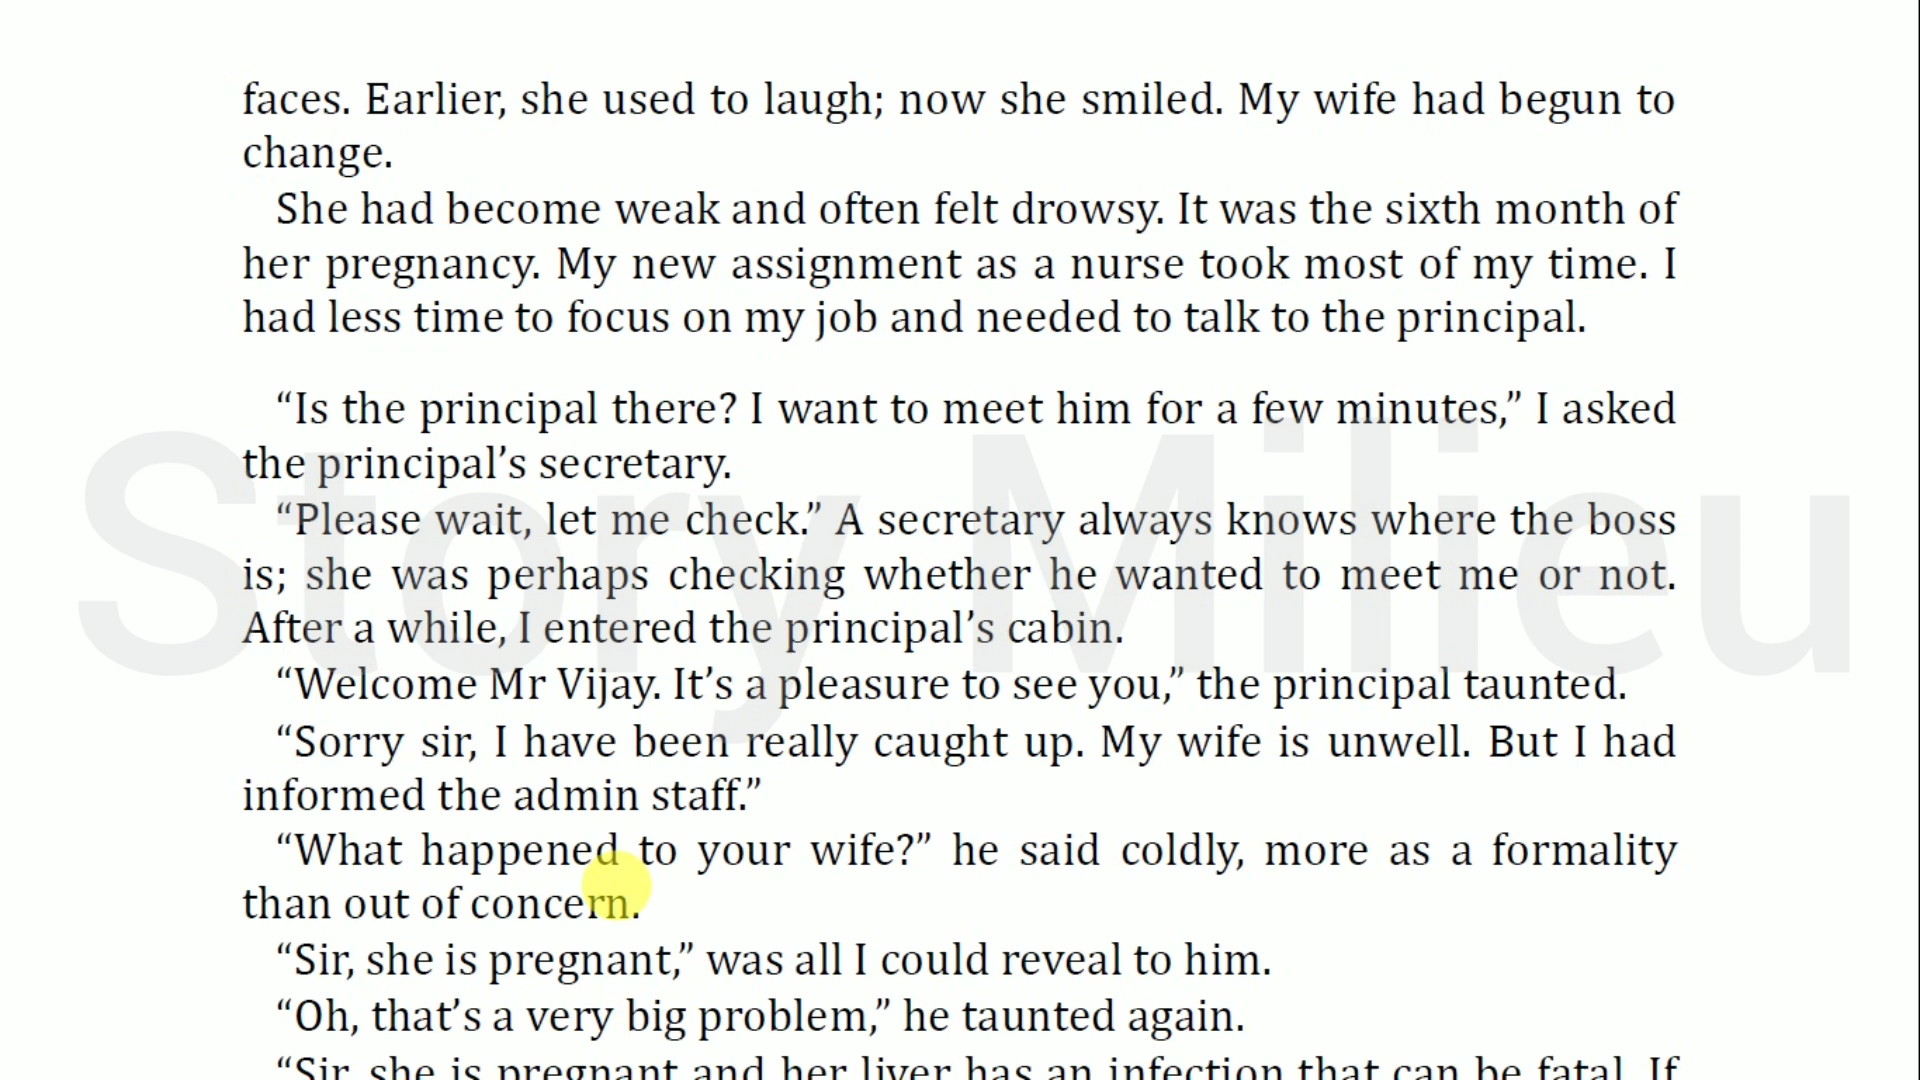 faces. Earlier, she used to laugh; now she smiled. My wife had begun to
change.
She had become weak and often felt drowsy. It was the sixth month of
her pregnancy. My new assignment as a nurse took most of my time. I
had less time to focus on my job and needed to talk to the principal.
“Is the principal there? I want to meet him for a few minutes,” I asked
the principal’s secretary.
“Please wait, let me check.” A secretary always knows where the boss
is; she was perhaps checking whether he wanted to meet me or not.
After a while, I entered the principal’s cabin.
“Welcome Mr Vijay. It’s a pleasure to see you,” the principal taunted.
“Sorry sir, I have been really caught up. My wife is unwell. But I had
informed the admin staff.”
“What happened to your wife?” he said coldly, more as a formality
than out of concern.
“Sir, she is pregnant,” was all I could reveal to him.
“Oh, that’s a very big problem,” he taunted again.
“Sir, she is pregnant and her liver has an infection that can be fatal. If
Story Milieu